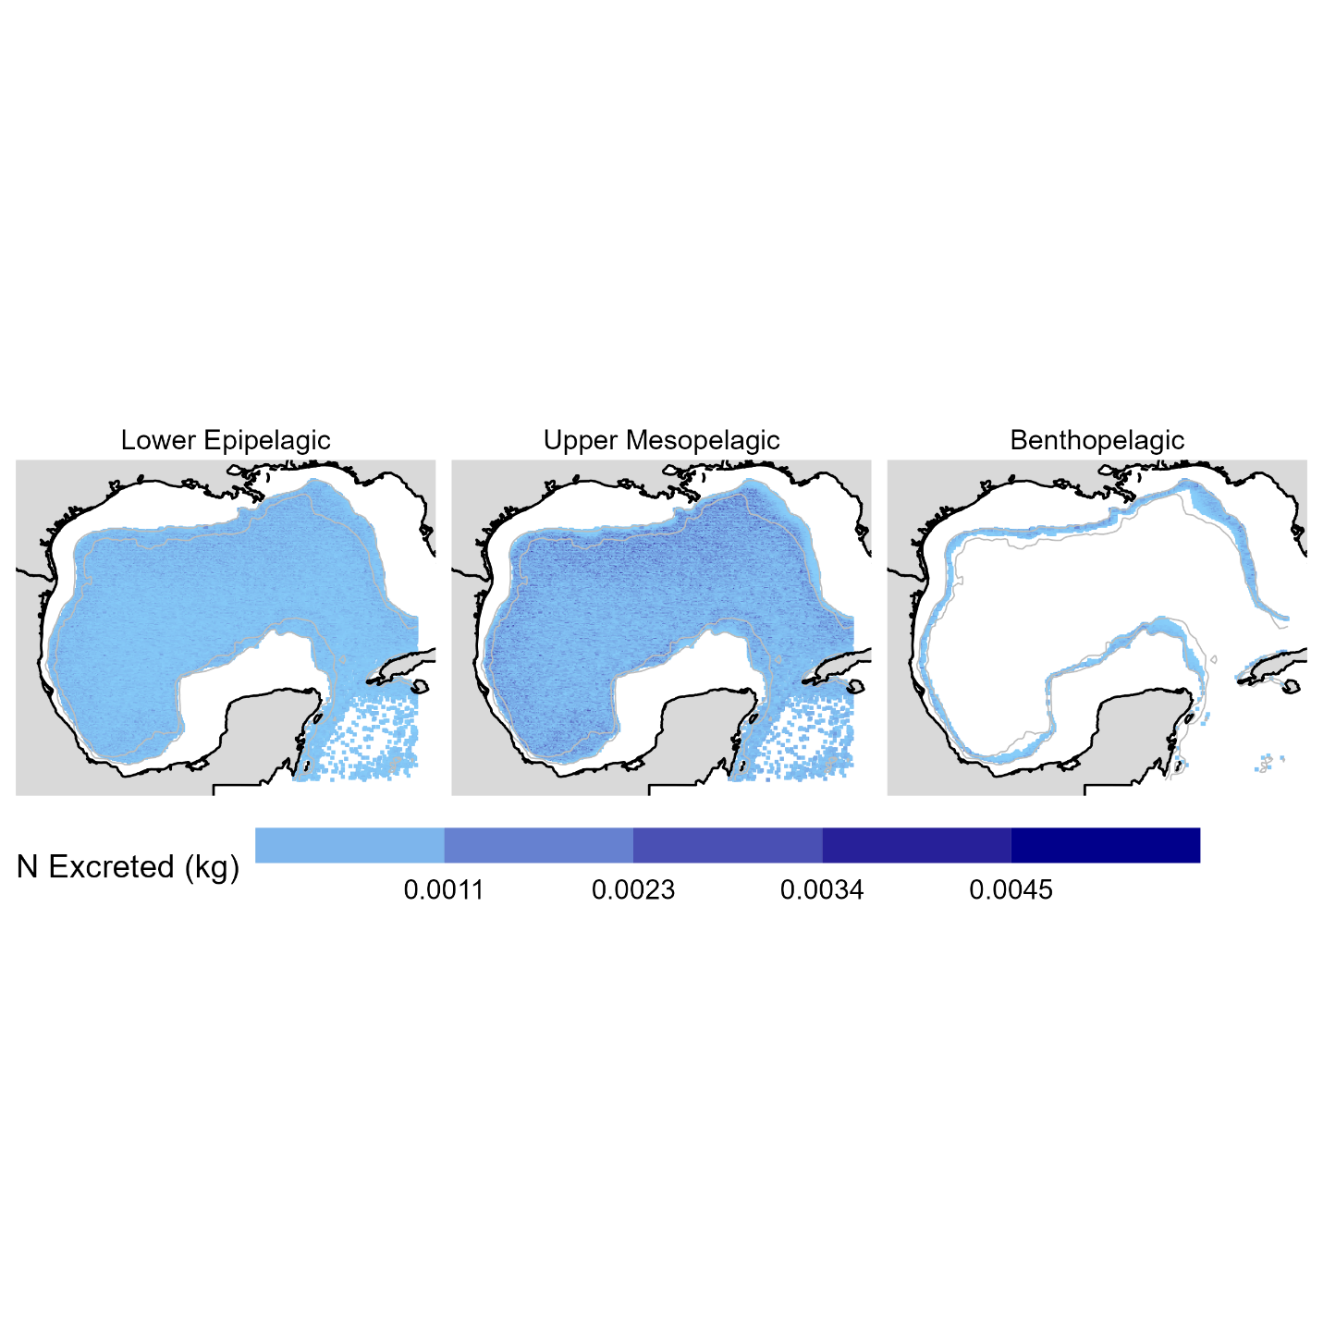 Lower Epipelagic
Upper Mesopelagic
Benthopelagic
N Excreted (kg)
0.0011
0.0023
0.0034
0.0045